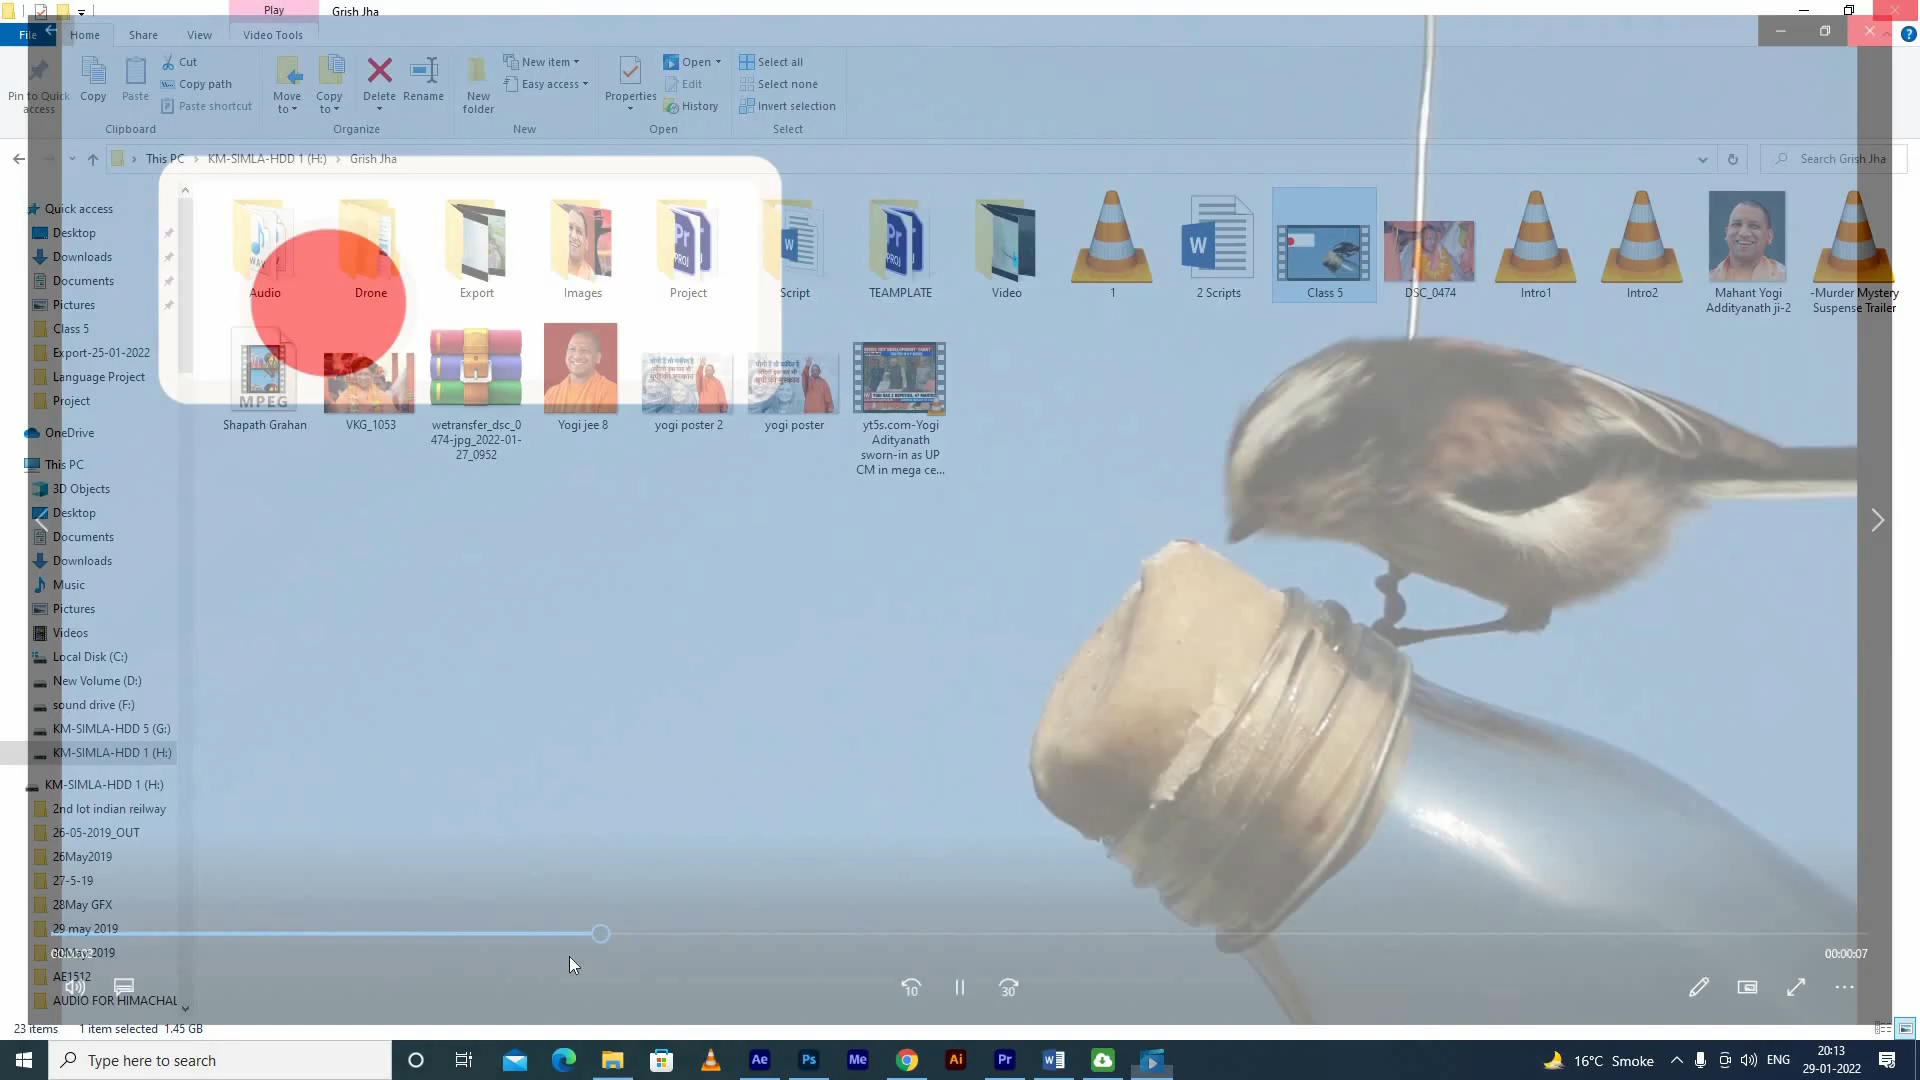 Play
Grish Jha
File
Home
Share
View
Video Tools
Pin to Quick access
Copy
Paste
Cut
Copy path
Paste shortcut
Clipboard
Move to
Copy to
Delete
Rename
Organize
New folder
New item
Easy access
New
Properties
Open
Edit
History
Open
Select all
Select none
Invert selection
Select
This PC
KM-SIMLA-HDD 1 (H:)
Grish Jha
Search Grish Jha
Quick access
Desktop
Downloads
Documents
Pictures
Class 5
Export-25-01-2022
Language Project
Project
OneDrive
This PC
3D Objects
Desktop
Documents
Downloads
Music
Pictures
Videos
Local Disk (C:)
New Volume (D:)
sound drive (F:)
KM-SIMLA-HDD 5 (G:)
KM-SIMLA-HDD 1 (H:)
KM-SIMLA-HDD 1 (H:)
2nd lot indian railway
26-05-2019_OUT
26May2019
27-5-19
28May GFX
29 may 2019
30May2019
AE1512
AUDIO FOR HIMACHAL
Audio
Drone
Export
Images
Project
Script
TEAMPLATE
Video
1
2 Scripts
Class 5
DSC_0474
Intro1
Intro2
Mahant Yogi
Addityanath ji-2
-Murder Mystery
Suspense Trailer
MPEG
Shapath Grahan
VKG_1053
wetransfer_dsc_0
474-jpg_2022-01-
27_0952
Yogi jee 8
yogi poster 2
yogi poster
yt5s.com-Yogi
Adityanath
sworn-in as UP
CM in mega ce...
00:00:07
10
30
23 items
1 item selected
1.45 GB
Type here to search
Ae
Ps
Me
Ai
Pr
16°C Smoke
ENG
20:13
29-01-2022